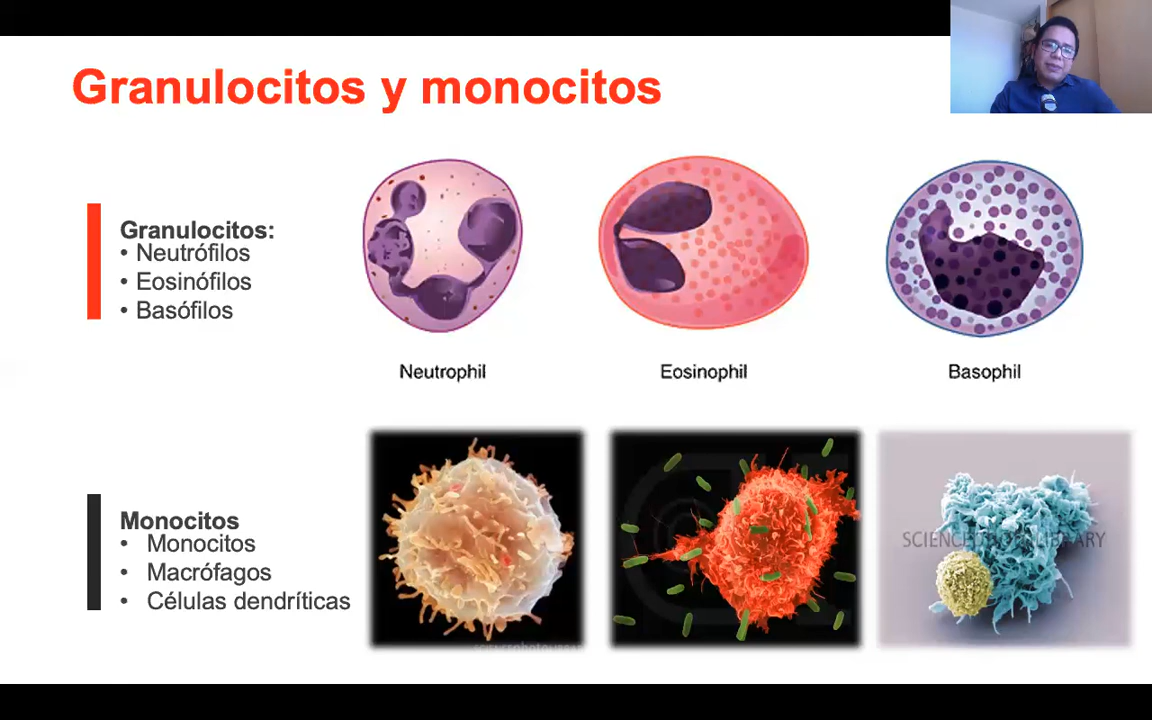 Granulocitos y monocitos
Granulocitos:
• Neutrófilos
• Eosinófilos
• Basófilos
Neutrophil
Eosinophil
Basophil
Monocitos
• Monocitos
• Macrófagos
• Células dendríticas